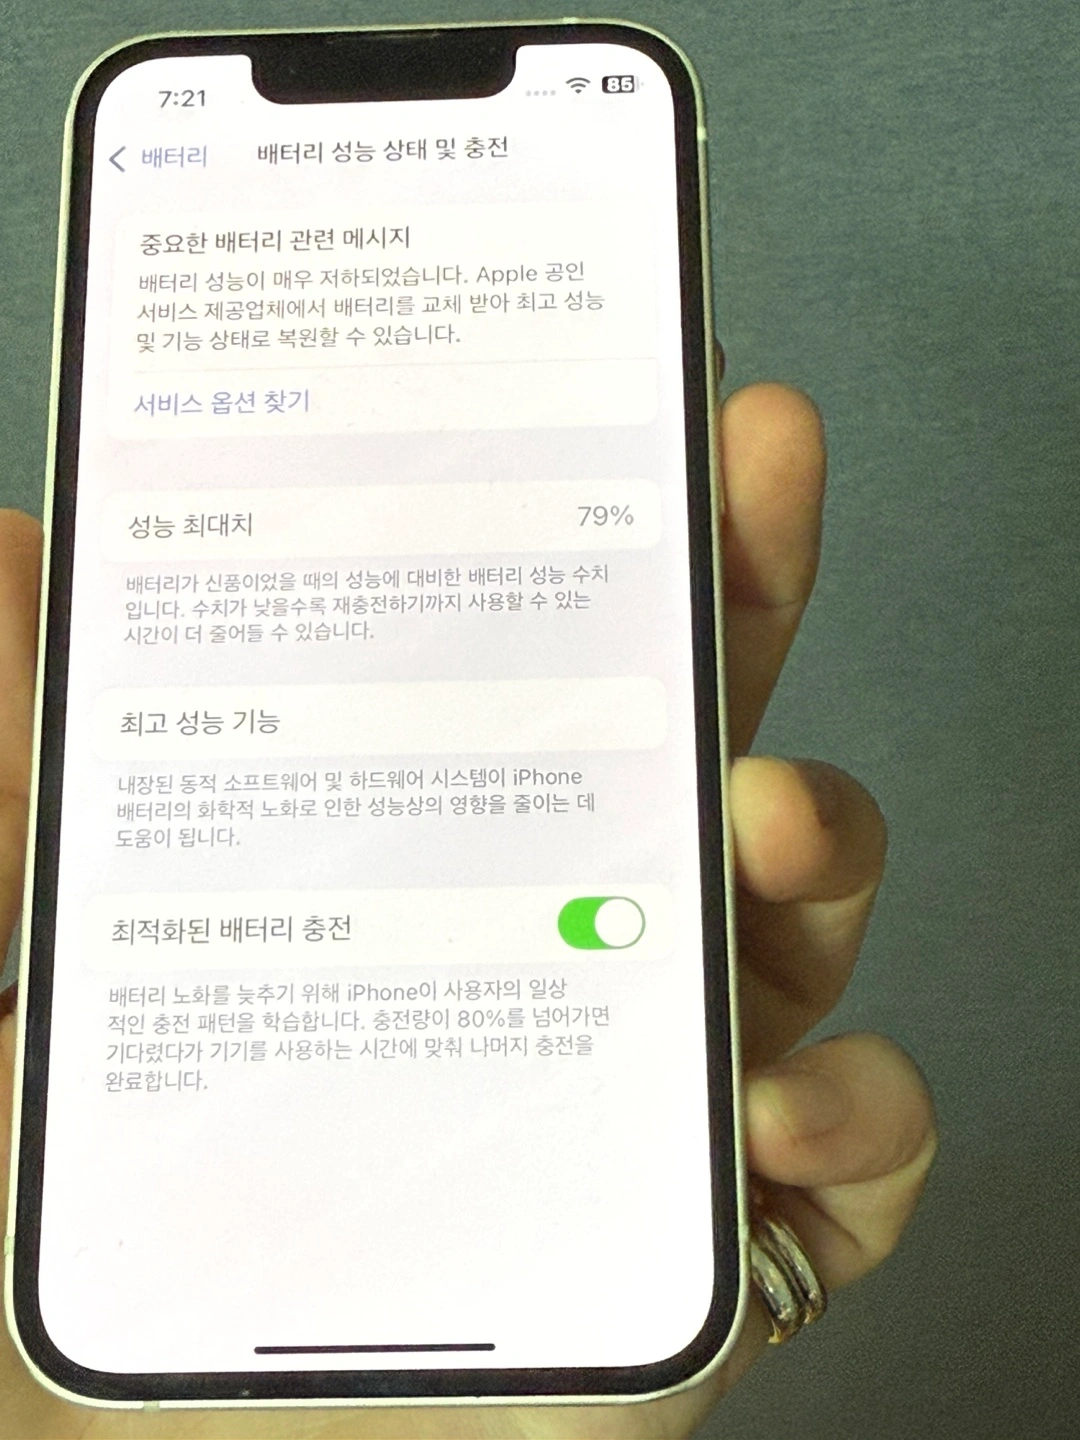 7:21
85
배터리
배터리 성능 상태 및 충전
중요한 배터리 관련 메시지
배터리 성능이 매우 저하되었습니다. Apple 공인
서비스 제공업체에서 배터리를 교체 받아 최고 성능
및 기능 상태로 복원할 수 있습니다.
서비스 옵션 찾기
성능 최대치 79%
배터리가 신품이었을 때의 성능에 대비한 배터리 성능 수치
입니다. 수치가 낮을수록 재충전하기까지 사용할 수 있는
시간이 더 줄어들 수 있습니다.
최고 성능 기능
내장된 동적 소프트웨어 및 하드웨어 시스템이 iPhone
배터리의 화학적 노화로 인한 성능상의 영향을 줄이는 데
도움이 됩니다.
최적화된 배터리 충전
배터리 노화를 늦추기 위해 iPhone이 사용자의 일상
적인 충전 패턴을 학습합니다. 충전량이 80%를 넘어가면
기다렸다가 기기를 사용하는 시간에 맞춰 나머지 충전을
완료합니다.